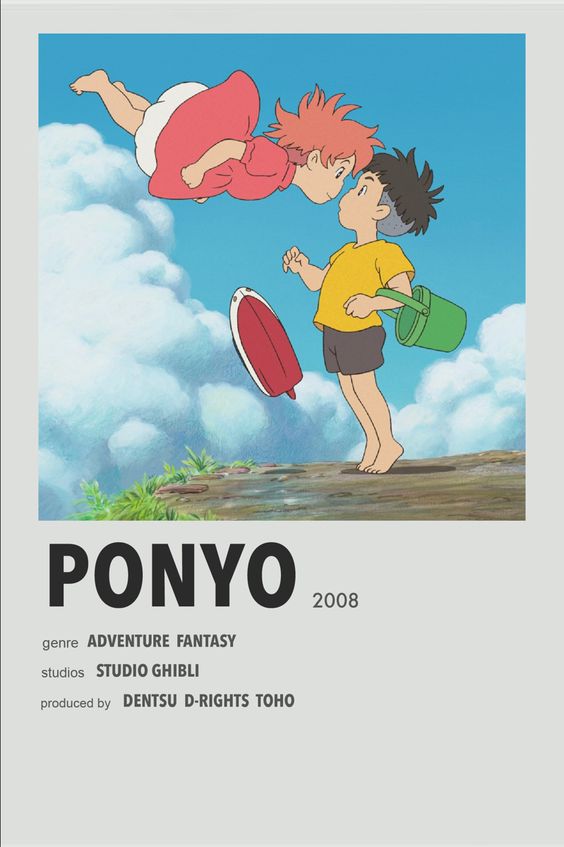 PONYO 2008
genre ADVENTURE FANTASY
studios STUDIO GHIBLI
produced by DENTSU D-RIGHTS TOHO